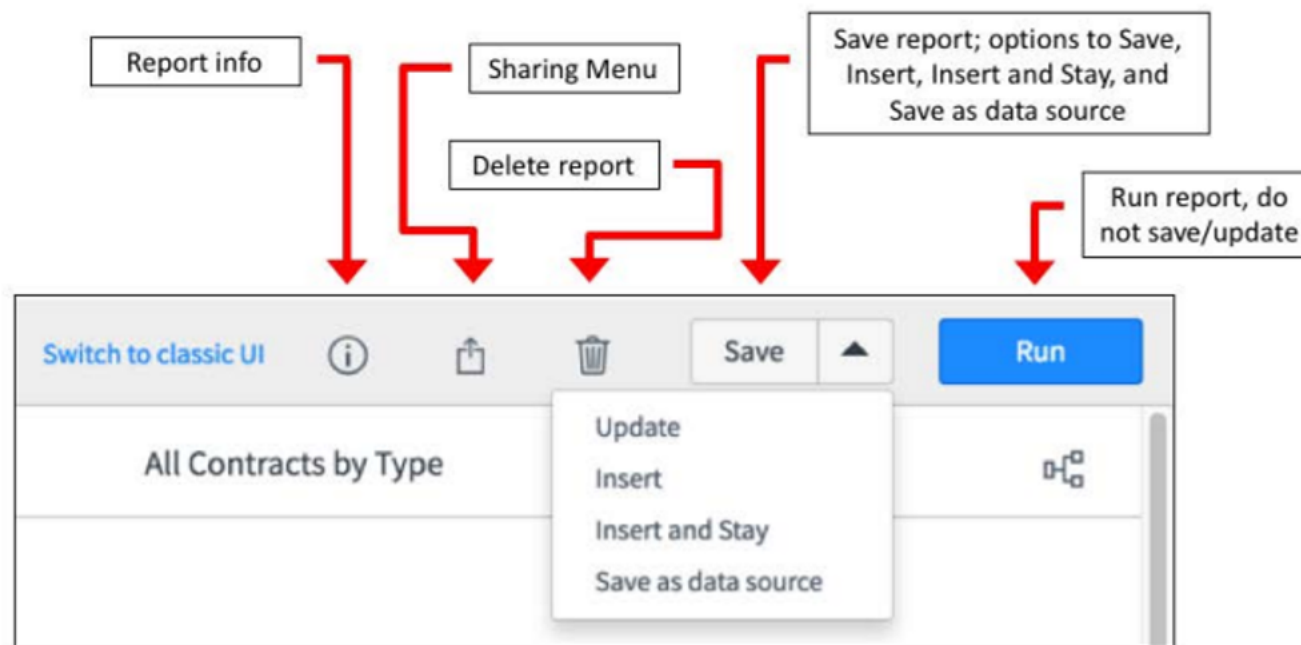 Report info
Sharing Menu
Save report; options to Save,
Insert, Insert and Stay, and
Save as data source
Delete report
Run report, do
not save/update
Switch to classic UI
Save
Run
All Contracts by Type
Update
Insert
Insert and Stay
Save as data source